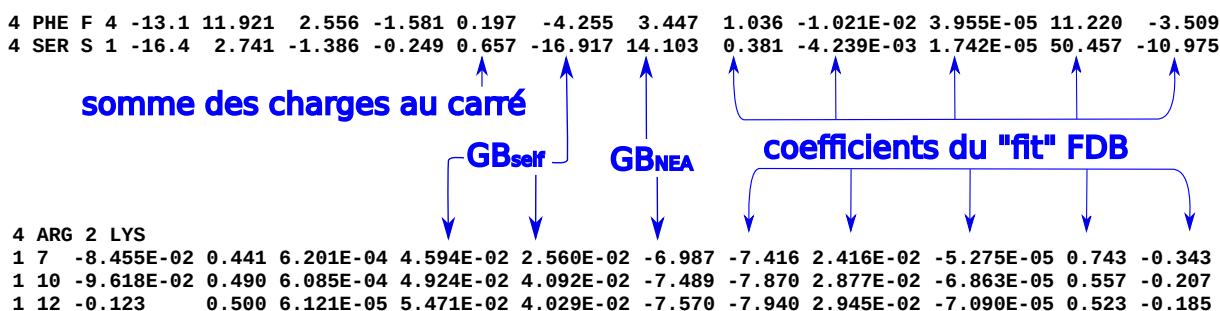 4 PHE F 4 -13.1 11.921 2.556 -1.581 0.197 -4.255 3.447 1.036 -1.021E-02 3.955E-05 11.220 -3.509
4 SER S 1 -16.4 2.741 -1.386 -0.249 0.657 -16.917 14.103 0.381 -4.239E-03 1.742E-05 50.457 -10.975
somme des charges au carré
GBself GBNEA coefficients du "fit" FDB
4 ARG 2 LYS
1 7 -8.455E-02 0.441 6.201E-04 4.594E-02 2.560E-02 -6.987 -7.416 2.416E-02 -5.275E-05 0.743 -0.343
1 10 -9.618E-02 0.490 6.085E-04 4.924E-02 4.092E-02 -7.489 -7.870 2.877E-02 -6.863E-05 0.557 -0.207
1 12 -0.123 0.500 6.121E-05 5.471E-02 4.029E-02 -7.570 -7.940 2.945E-02 -7.090E-05 0.523 -0.185